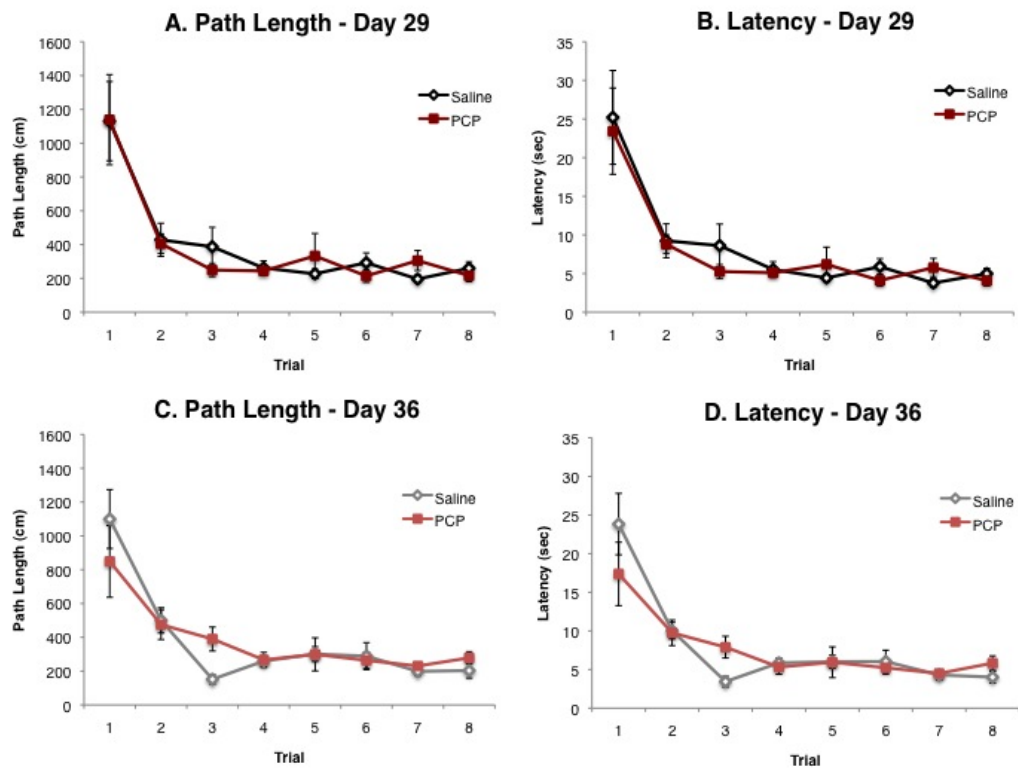 A. Path Length - Day 29
1600
1400
1200
1000
800
600
400
200
0
Path Length (cm)
1 2 3 4 5 6 7 8
Trial
Saline
PCP
B. Latency - Day 29
35
30
25
20
15
10
5
0
Latency (sec)
1 2 3 4 5 6 7 8
Trial
Saline
PCP
C. Path Length - Day 36
1600
1400
1200
1000
800
600
400
200
0
Path Length (cm)
1 2 3 4 5 6 7 8
Trial
Saline
PCP
D. Latency - Day 36
35
30
25
20
15
10
5
0
Latency (sec)
1 2 3 4 5 6 7 8
Trial
Saline
PCP